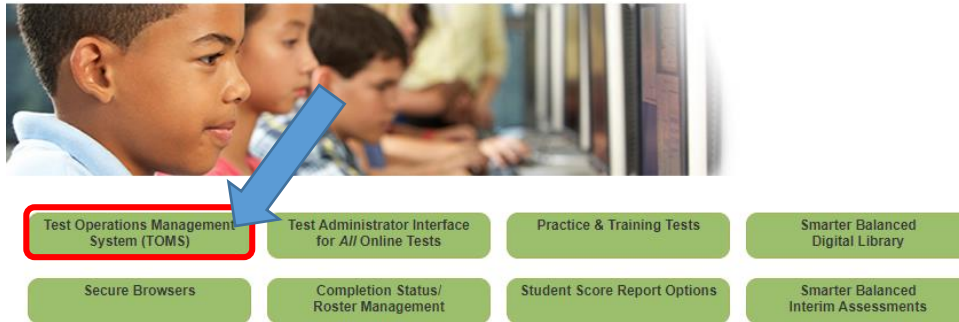 Test Operations Management
System (TOMS)
Test Administrator Interface
for All Online Tests
Practice & Training Tests
Smarter Balanced
Digital Library
Secure Browsers
Completion Status/
Roster Management
Student Score Report Options
Smarter Balanced
Interim Assessments